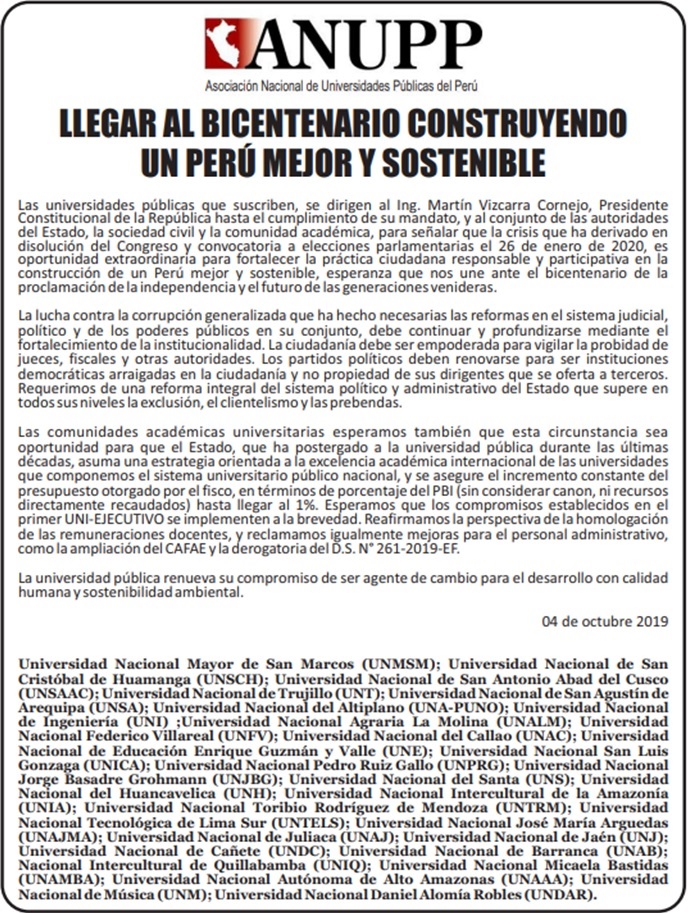 ANUPP
Asociación Nacional de Universidades Públicas del Perú
LLEGAR AL BICENTENARIO CONSTRUYENDO
UN PERÚ MEJOR Y SOSTENIBLE
Las universidades públicas que suscriben, se dirigen al Ing. Martín Vizcarra Cornejo, Presidente
Constitucional de la República hasta el cumplimiento de su mandato, y al conjunto de las autoridades
del Estado, la sociedad civil y la comunidad académica, para señalar que la crisis que ha derivado en
disolución del Congreso y convocatoria a elecciones parlamentarias el 26 de enero de 2020, es
oportunidad extraordinaria para fortalecer la práctica ciudadana responsable y participativa en la
construcción de un Perú mejor y sostenible, esperanza que nos une ante el bicentenario de la
proclamación de la independencia y el futuro de las generaciones venideras.
La lucha contra la corrupción generalizada que ha hecho necesarias las reformas en el sistema judicial,
político y de los poderes públicos en su conjunto, debe continuar y profundizarse mediante el
fortalecimiento de la institucionalidad. La ciudadanía debe ser empoderada para vigilar la probidad de
jueces, fiscales y otras autoridades. Los partidos políticos deben renovarse para ser instituciones
democráticas arraigadas en la ciudadanía y no propiedad de sus dirigentes que se oferta a terceros.
Requerimos de una reforma integral del sistema político y administrativo del Estado que supere en
todos sus niveles la exclusión, el clientelismo y las prebendas.
Las comunidades académicas universitarias esperamos también que esta circunstancia sea
oportunidad para que el Estado, que ha postergado a la universidad pública durante las últimas
décadas, asuma una estrategia orientada a la excelencia académica internacional de las universidades
que componemos el sistema universitario público nacional, y se asegure el incremento constante del
presupuesto otorgado por el fisco, en términos de porcentaje del PBI (sin considerar canon, ni recursos
directamente recaudados) hasta llegar al 1%. Esperamos que los compromisos establecidos en el
primer UNI-EJECUTIVO se implementen a la brevedad. Reafirmamos la perspectiva de la homologación
de las remuneraciones docentes, y reclamamos igualmente mejoras para el personal administrativo,
como la ampliación del CAFAE y la derogatoria del D.S. N° 261-2019-EF.
La universidad pública renueva su compromiso de ser agente de cambio para el desarrollo con calidad
humana y sostenibilidad ambiental.
04 de octubre 2019
Universidad Nacional Mayor de San Marcos (UNMSM); Universidad Nacional de San
Cristóbal de Huamanga (UNSCH); Universidad Nacional de San Antonio Abad del Cusco
(UNSAAC); Universidad Nacional de Trujillo (UNT); Universidad Nacional de San Agustín de
Arequipa (UNSA); Universidad Nacional del Altiplano (UNA-PUNO); Universidad Nacional
de Ingeniería (UNI) ;Universidad Nacional Agraria La Molina (UNALM); Universidad
Nacional Federico Villareal (UNFV); Universidad Nacional del Callao (UNAC); Universidad
Nacional de Educación Enrique Guzmán y Valle (UNE); Universidad Nacional San Luis
Gonzaga (UNICA); Universidad Nacional Pedro Ruiz Gallo (UNPRG); Universidad Nacional
Jorge Basadre Grohmann (UNJBG); Universidad Nacional del Santa (UNS); Universidad
Nacional del Huancavelica (UNH); Universidad Nacional Intercultural de la Amazonía
(UNIA); Universidad Nacional Toribio Rodríguez de Mendoza (UNTRM); Universidad
Nacional Tecnológica de Lima Sur (UNTELS); Universidad Nacional José María Arguedas
(UNAJMA); Universidad Nacional de Juliaca (UNAJ); Universidad Nacional de Jaén (UNJ);
Universidad Nacional de Cañete (UNDC); Universidad Nacional de Barranca (UNAB);
Nacional Intercultural de Quillabamba (UNIQ); Universidad Nacional Micaela Bastidas
(UNAMBA); Universidad Nacional Autónoma de Alto Amazonas (UNAAA); Universidad
Nacional de Música (UNM); Universidad Nacional Daniel Alomía Robles (UNDAR).